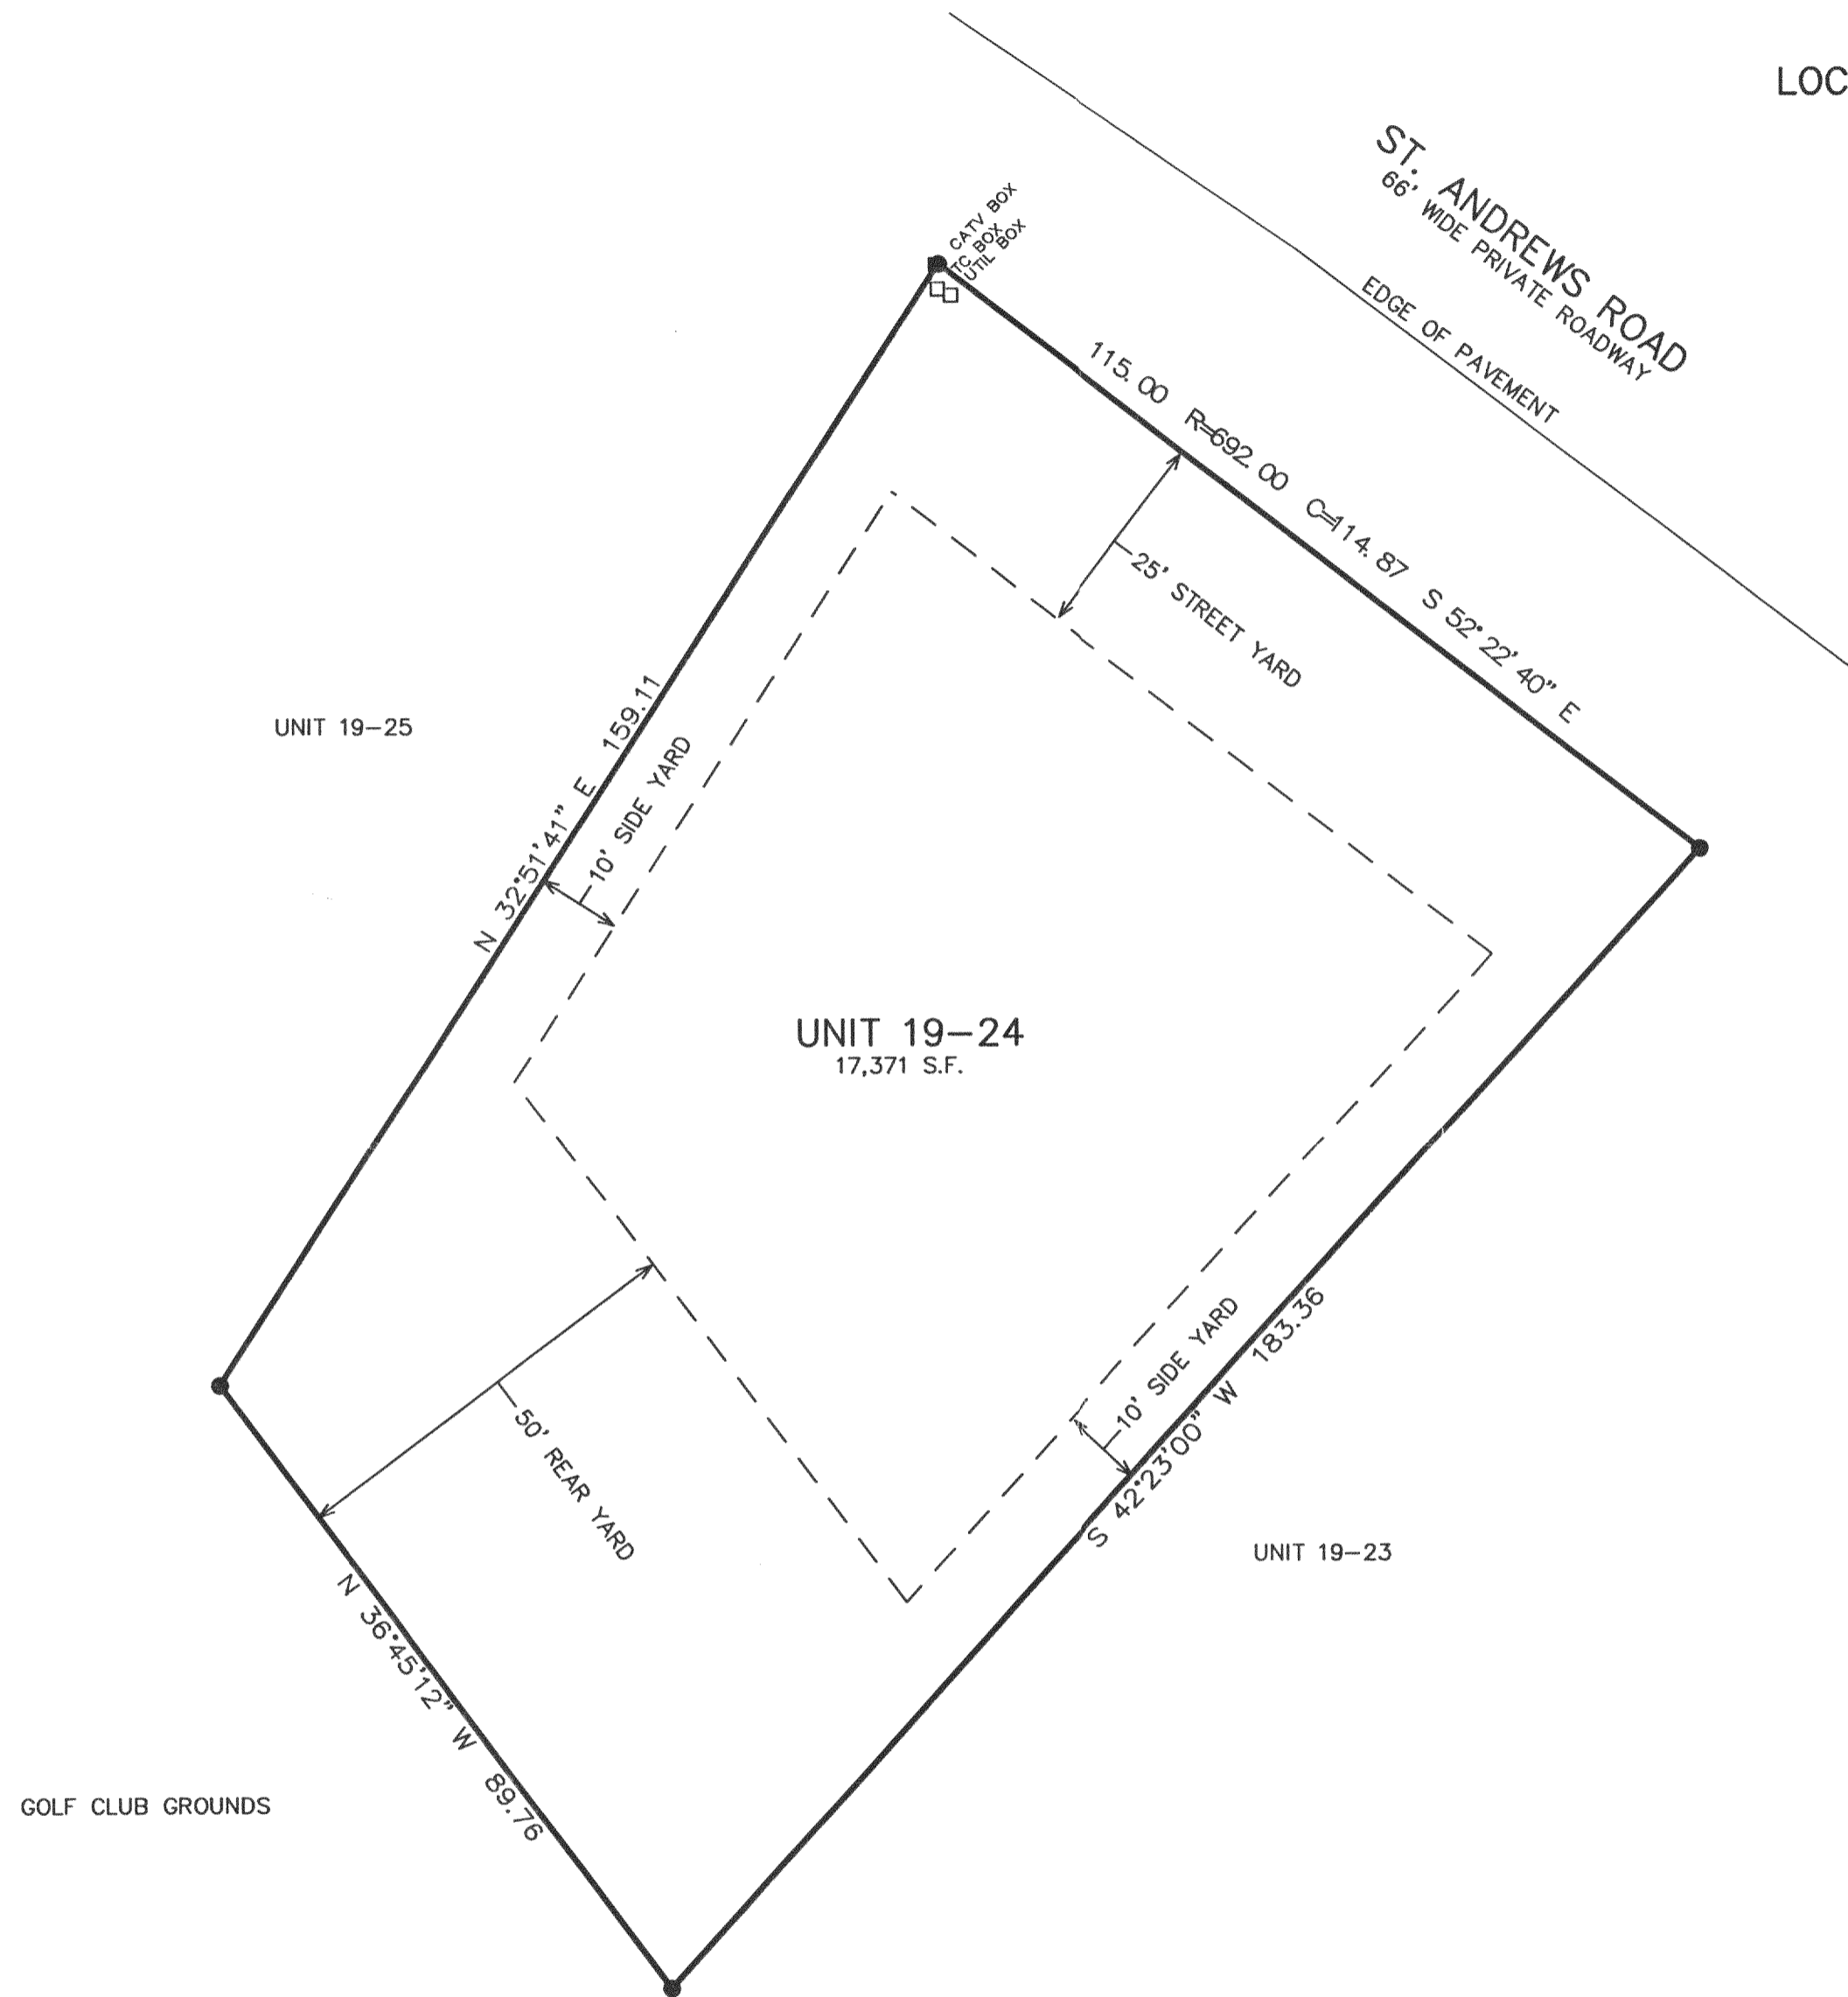 LOC
ST. ANDREWS ROAD
66' WIDE PRIVATE ROADWAY
EDGE OF PAVEMENT
CATV BOX
TC BOX
UTIL BOX
115.00 R=692.00 C=114.87 S 52°22'40" E
25' STREET YARD
UNIT 19-25
N 32°51'41" E 159.11
10' SIDE YARD
UNIT 19-24
17,371 S.F.
10' SIDE YARD
S 42°23'00" W 183.36
50' REAR YARD
UNIT 19-23
N 36°45'12" W 89.76
GOLF CLUB GROUNDS